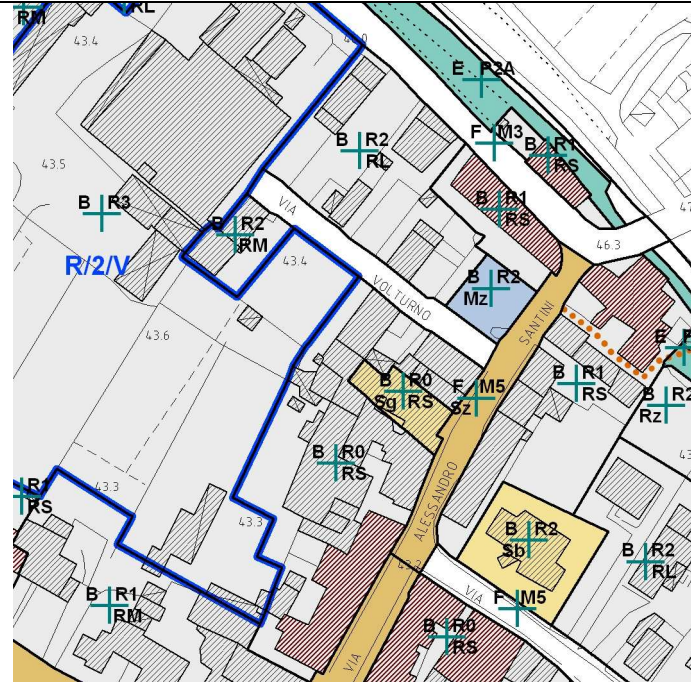 RM
RL
43.4
E P2A
F M3
B R2
RL
B R1
RS
43.5
B R3
B R1
RS
VIA
B R2
RM
47
46.3
R/2/V
43.4
B R2
Mz
VOLTURNO
SANTINI
43.6
B R0
Sg RS
F M5
Sz
B R1
RS
E
B R2
Rz
B R0
RS
ALESSANDRO
R1
RS
43.3
43.3
B R2
Sb
B R2
RL
VIA
B R1
RM
F M5
B R0
RS
VIA